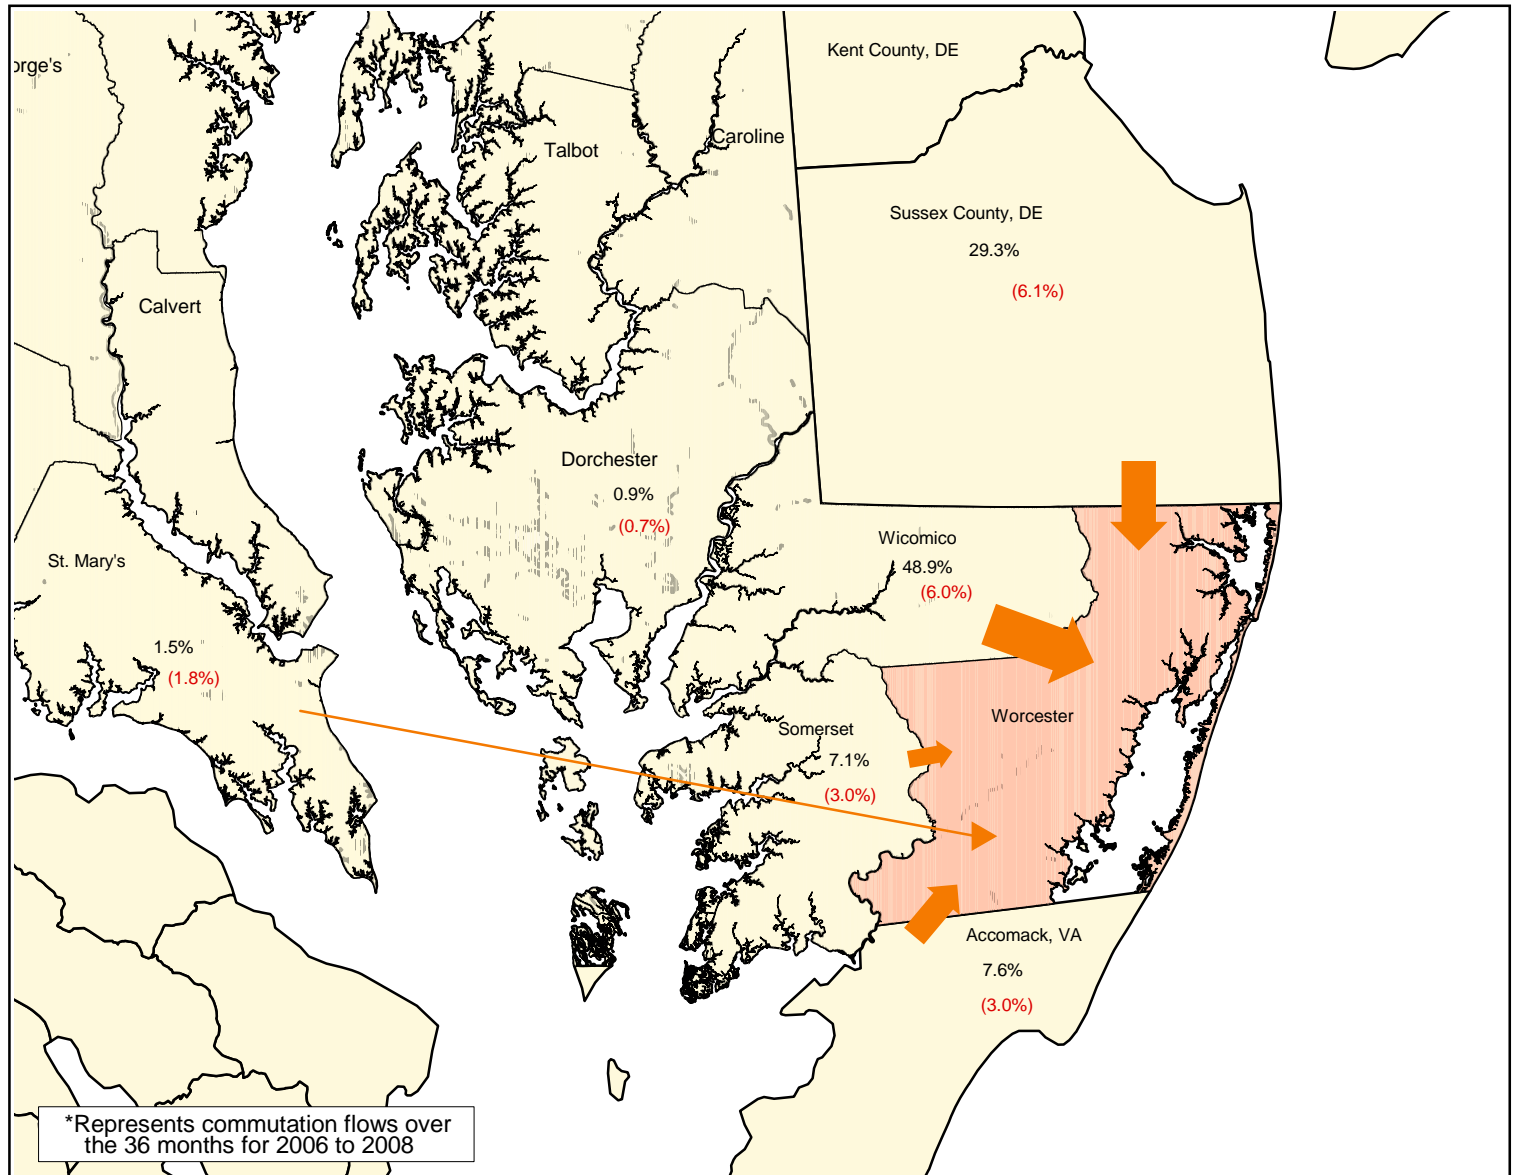 orge's
Kent County, DE
Caroline
Talbot
Sussex County, DE
29.3%
(6.1%)
Calvert
Dorchester
0.9%
(0.7%)
Wicomico
48.9%
(6.0%)
St. Mary's
1.5%
(1.8%)
Worcester
Somerset
7.1%
(3.0%)
Accomack, VA
7.6%
(3.0%)
*Represents commutation flows over
the 36 months for 2006 to 2008